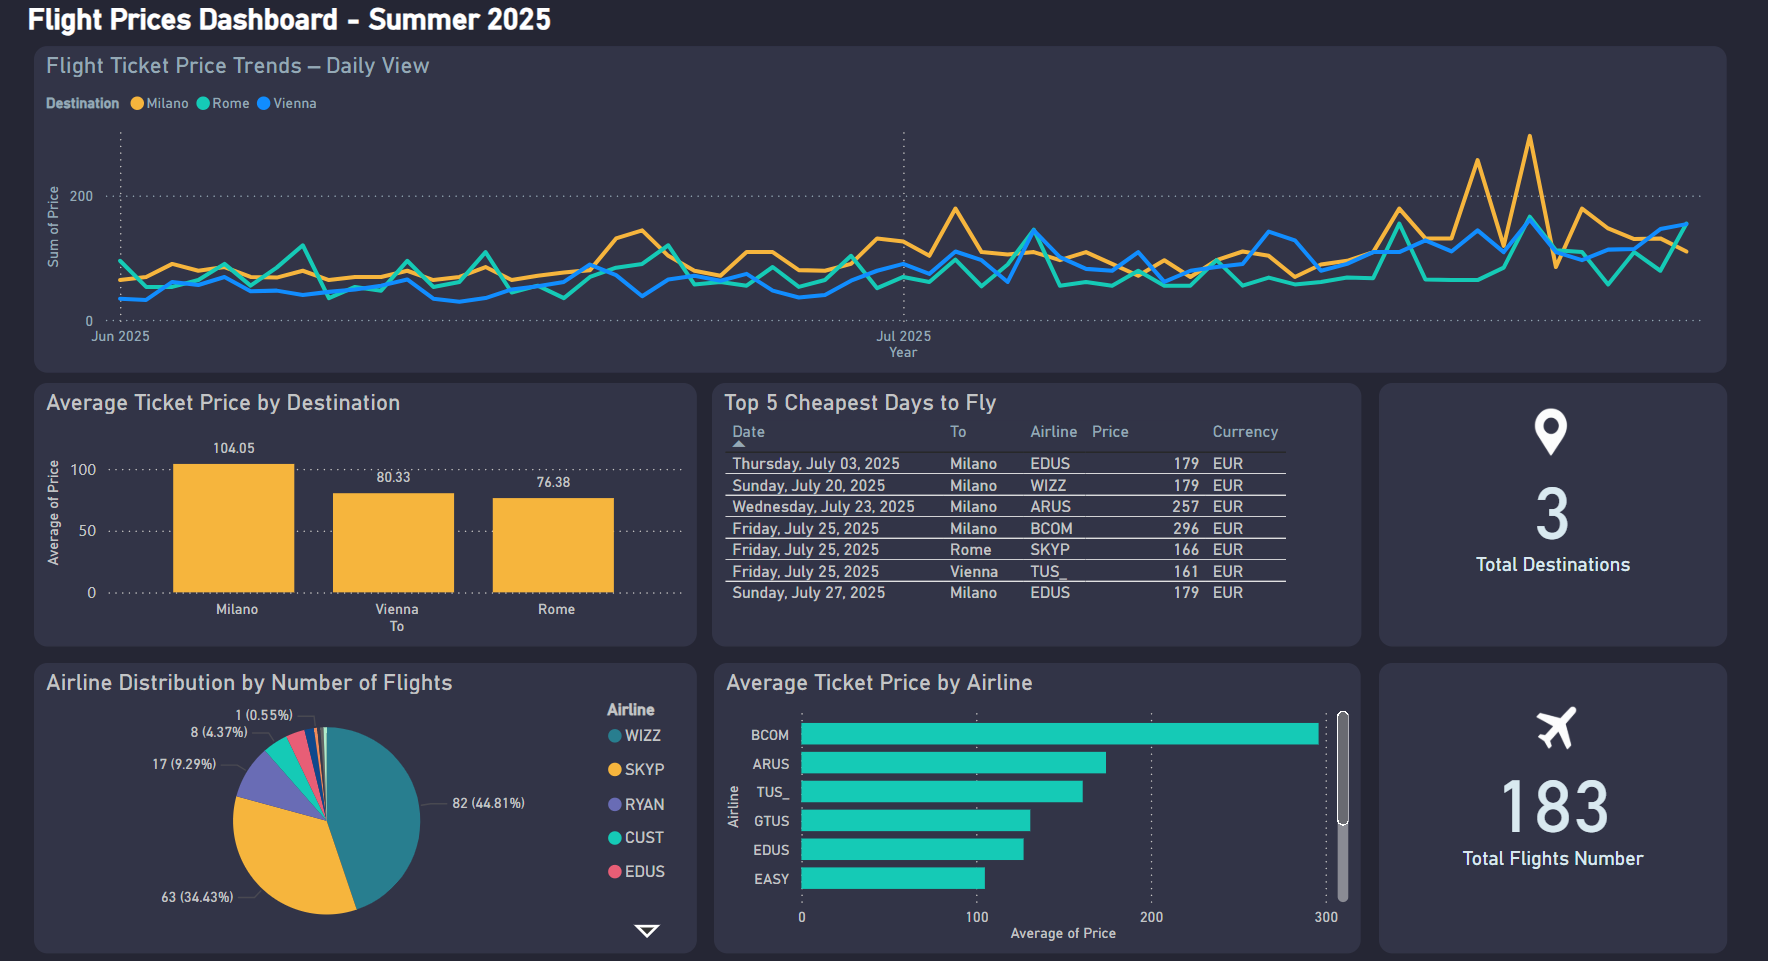 Flight Prices Dashboard - Summer 2025
Flight Ticket Price Trends – Daily View
Destination Milano Rome Vienna
Sum of Price
200
0
Jun 2025 Jul 2025
Year
Average Ticket Price by Destination
Average of Price
100
50
0
104.05
80.33
76.38
Milano Vienna Rome
To
Top 5 Cheapest Days to Fly
Date To Airline Price Currency
Thursday, July 03, 2025 Milano EDUS 179 EUR
Sunday, July 20, 2025 Milano WIZZ 179 EUR
Wednesday, July 23, 2025 Milano ARUS 257 EUR
Friday, July 25, 2025 Milano BCOM 296 EUR
Friday, July 25, 2025 Rome SKYP 166 EUR
Friday, July 25, 2025 Vienna TUS_ 161 EUR
Sunday, July 27, 2025 Milano EDUS 179 EUR
3
Total Destinations
Airline Distribution by Number of Flights
1 (0.55%)
8 (4.37%)
17 (9.29%)
82 (44.81%)
63 (34.43%)
Airline
WIZZ
SKYP
RYAN
CUST
EDUS
Average Ticket Price by Airline
Airline
BCOM
ARUS
TUS_
GTUS
EDUS
EASY
0 100 200 300
Average of Price
183
Total Flights Number